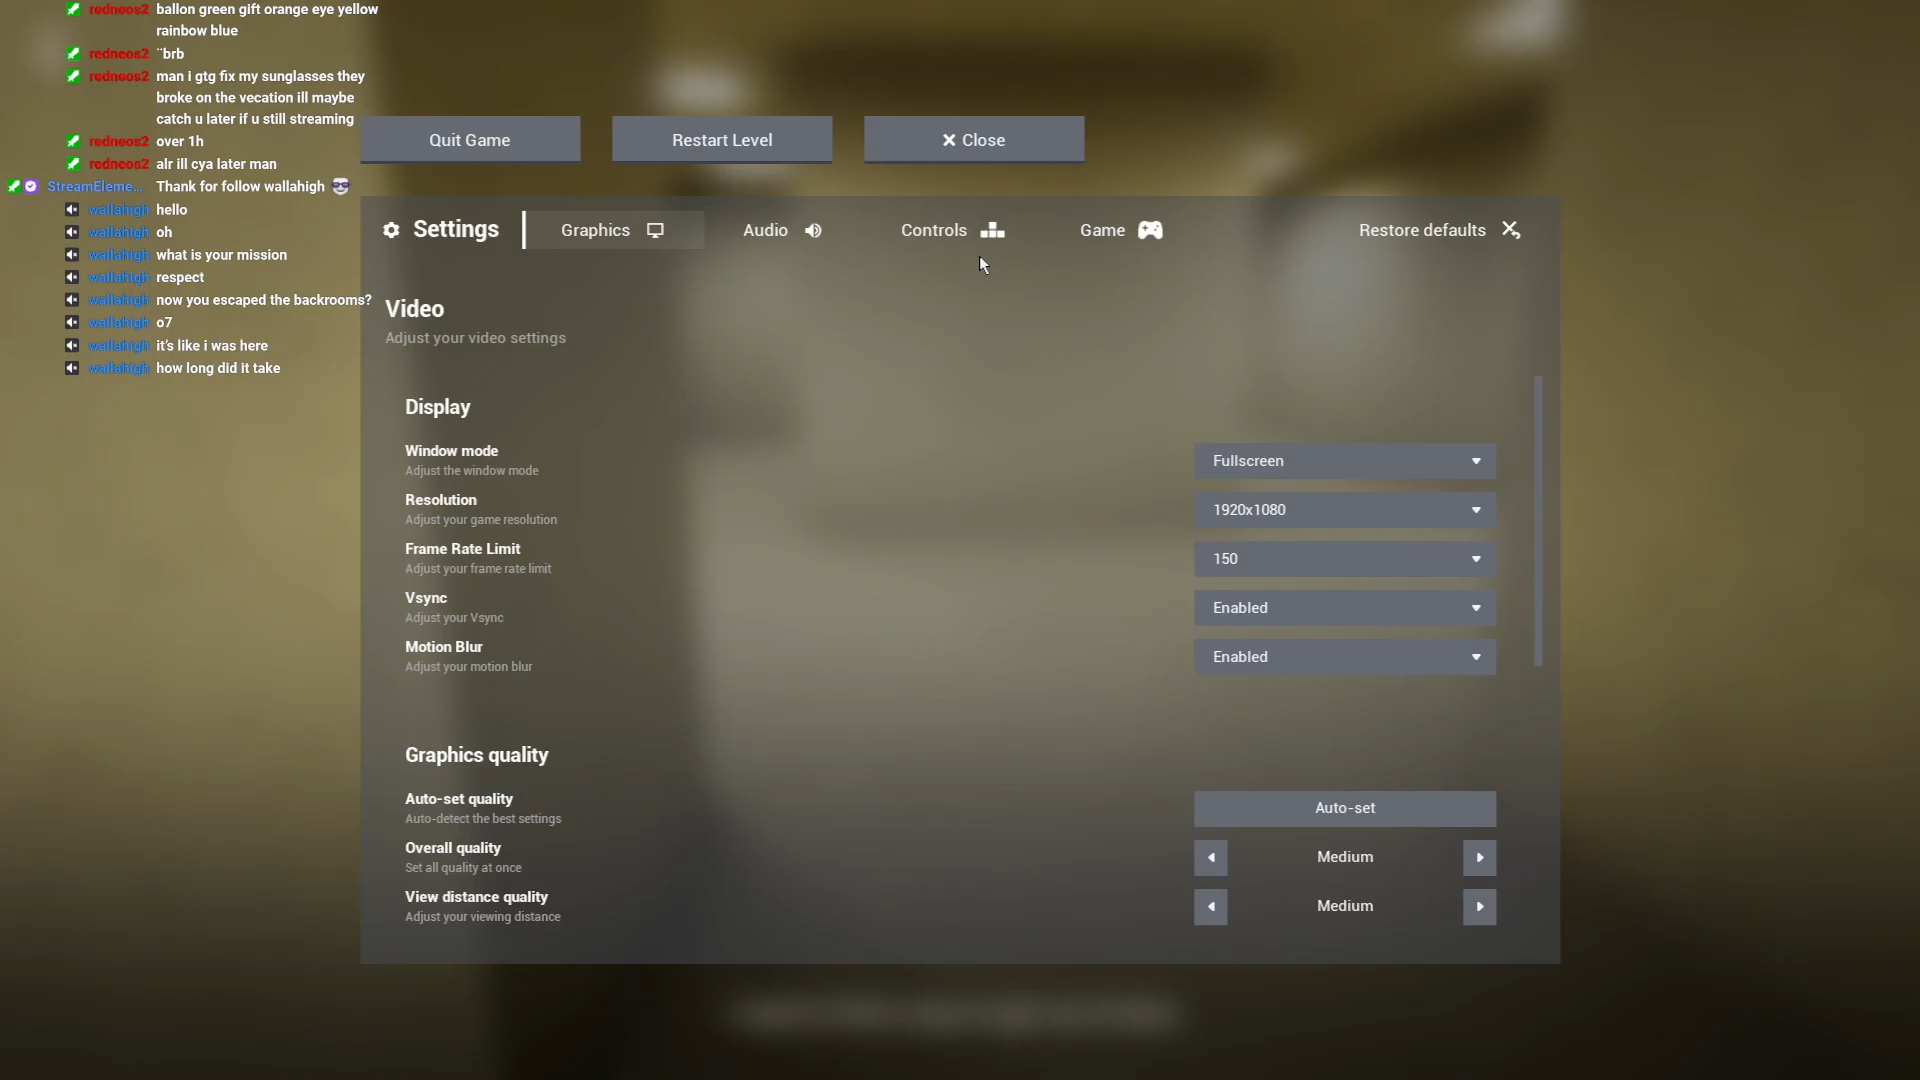 redneos2 ballon green gift orange eye yellow
rainbow blue
redneos2 ¨brb
redneos2 man i gtg fix my sunglasses they
broke on the vecation ill maybe
catch u later if u still streaming
redneos2 over 1h
redneos2 alr ill cya later man
StreamEleme... Thank for follow wallahigh
wallahigh hello
wallahigh oh
wallahigh what is your mission
wallahigh respect
wallahigh now you escaped the backrooms?
wallahigh o7
wallahigh it's like i was here
wallahigh how long did it take
Quit Game
Restart Level
Close
Settings
Graphics
Audio
Controls
Game
Restore defaults
Video
Adjust your video settings
Display
Window mode
Adjust the window mode
Fullscreen
Resolution
Adjust your game resolution
1920x1080
Frame Rate Limit
Adjust your frame rate limit
150
Vsync
Adjust your Vsync
Enabled
Motion Blur
Adjust your motion blur
Enabled
Graphics quality
Auto-set quality
Auto-detect the best settings
Auto-set
Overall quality
Set all quality at once
Medium
View distance quality
Adjust your viewing distance
Medium